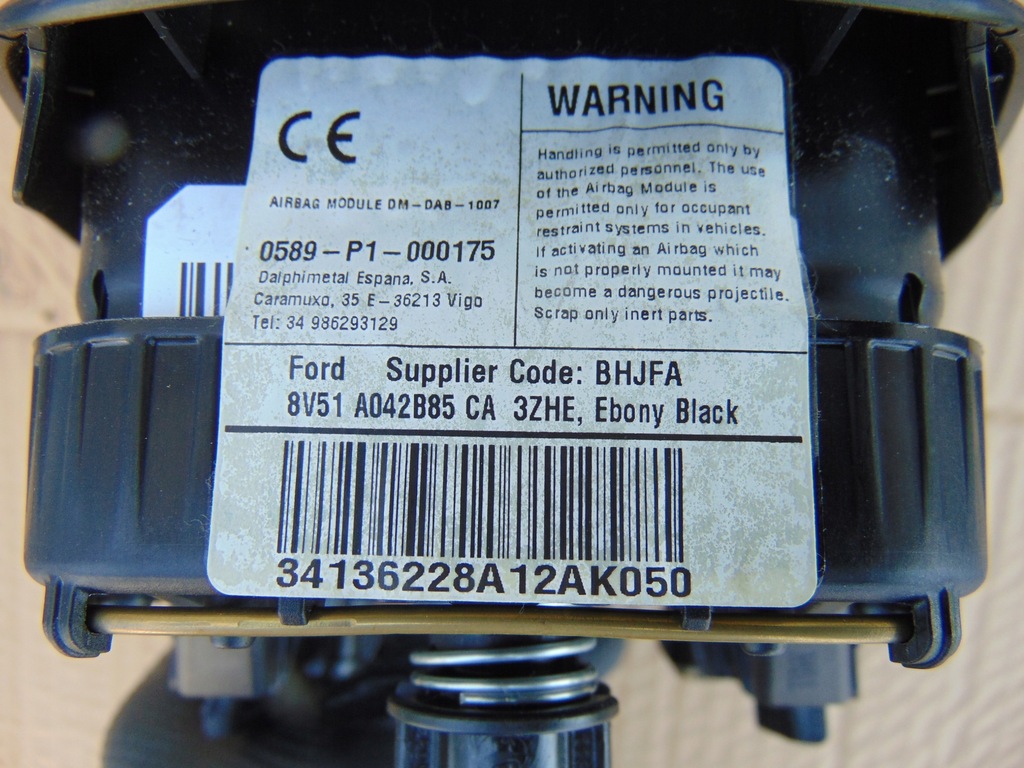 CE
AIRBAG MODULE DM-DAB-1007
0589-P1-000175
Dalphimetal Espana, S.A.
Caramuxo, 35 E-36213 Vigo
Tel: 34 986293129
WARNING
Handling is permitted only by
authorized personnel. The use
of the Airbag Module is
permitted only for occupant
restraint systems in vehicles.
If activating an Airbag which
is not properly mounted it may
become a dangerous projectile.
Scrap only inert parts.
Ford Supplier Code: BHJFA
8V51 A042B85 CA 3ZHE, Ebony Black
34136228A12AK050